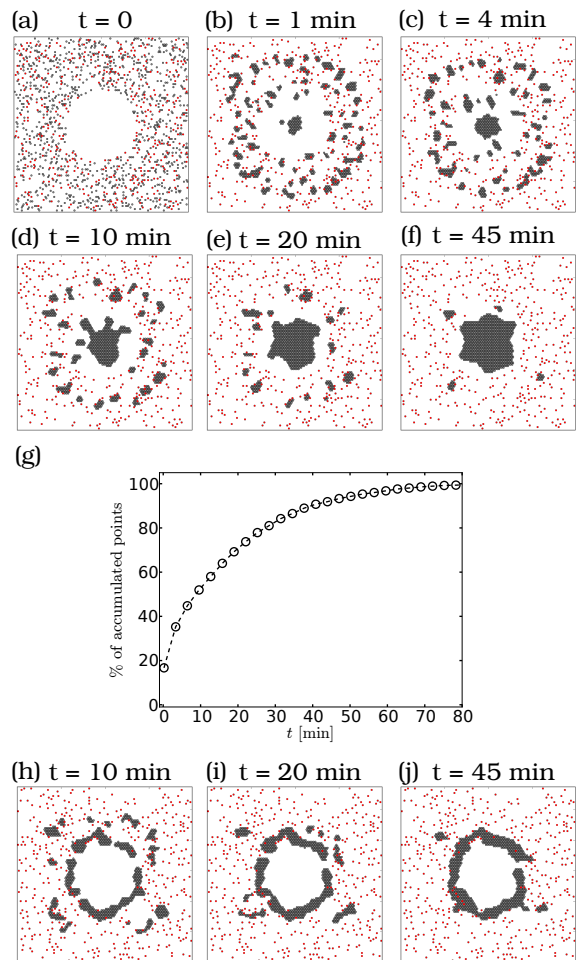 (a) t = 0
(b) t = 1 min
(c) t = 4 min
(d) t = 10 min
(e) t = 20 min
(f) t = 45 min
(g)
100
80
60
40
20
0
% of accumulated points
0 10 20 30 40 50 60 70 80
t [min]
(h) t = 10 min
(i) t = 20 min
(j) t = 45 min